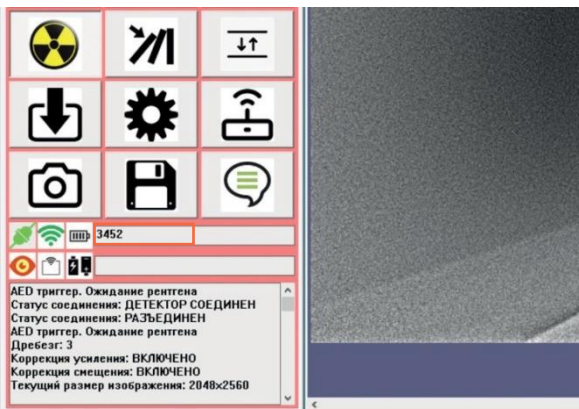 3452
AED триггер. Ожидание рентгена
Статус соединения: ДЕТЕКТОР СОЕДИНЕН
Статус соединения: РАЗЪЕДИНЕН
AED триггер. Ожидание рентгена
Дребезг: 3
Коррекция усиления: ВКЛЮЧЕНО
Коррекция смещения: ВКЛЮЧЕНО
Текущий размер изображения: 2048x2560